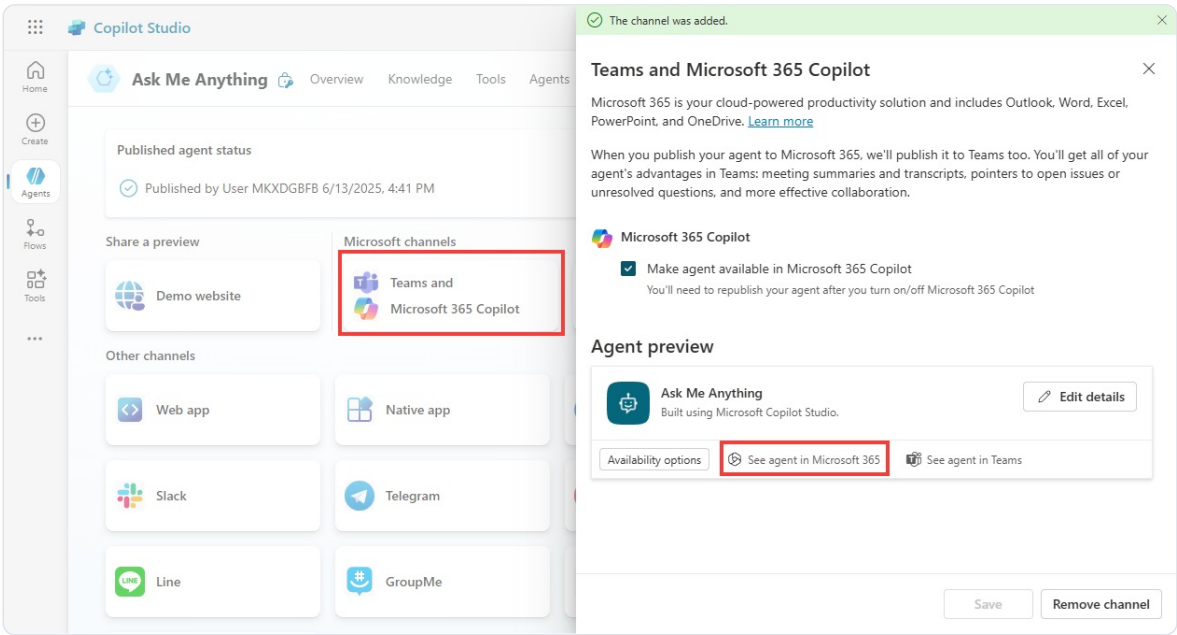 Copilot Studio
Home
Create
Agents
Flows
Tools
Ask Me Anything
Overview
Knowledge
Tools
Agents
Published agent status
Published by User MKXDGBFB 6/13/2025, 4:41 PM
Share a preview
Demo website
Microsoft channels
Teams and
Microsoft 365 Copilot
Other channels
Web app
Native app
Slack
Telegram
LINE
Line
GroupMe
The channel was added.
Teams and Microsoft 365 Copilot
Microsoft 365 is your cloud-powered productivity solution and includes Outlook, Word, Excel,
PowerPoint, and OneDrive. Learn more
When you publish your agent to Microsoft 365, we'll publish it to Teams too. You'll get all of your
agent's advantages in Teams: meeting summaries and transcripts, pointers to open issues or
unresolved questions, and more effective collaboration.
Microsoft 365 Copilot
Make agent available in Microsoft 365 Copilot
You'll need to republish your agent after you turn on/off Microsoft 365 Copilot
Agent preview
Ask Me Anything
Built using Microsoft Copilot Studio.
Edit details
Availability options
See agent in Microsoft 365
See agent in Teams
Save
Remove channel